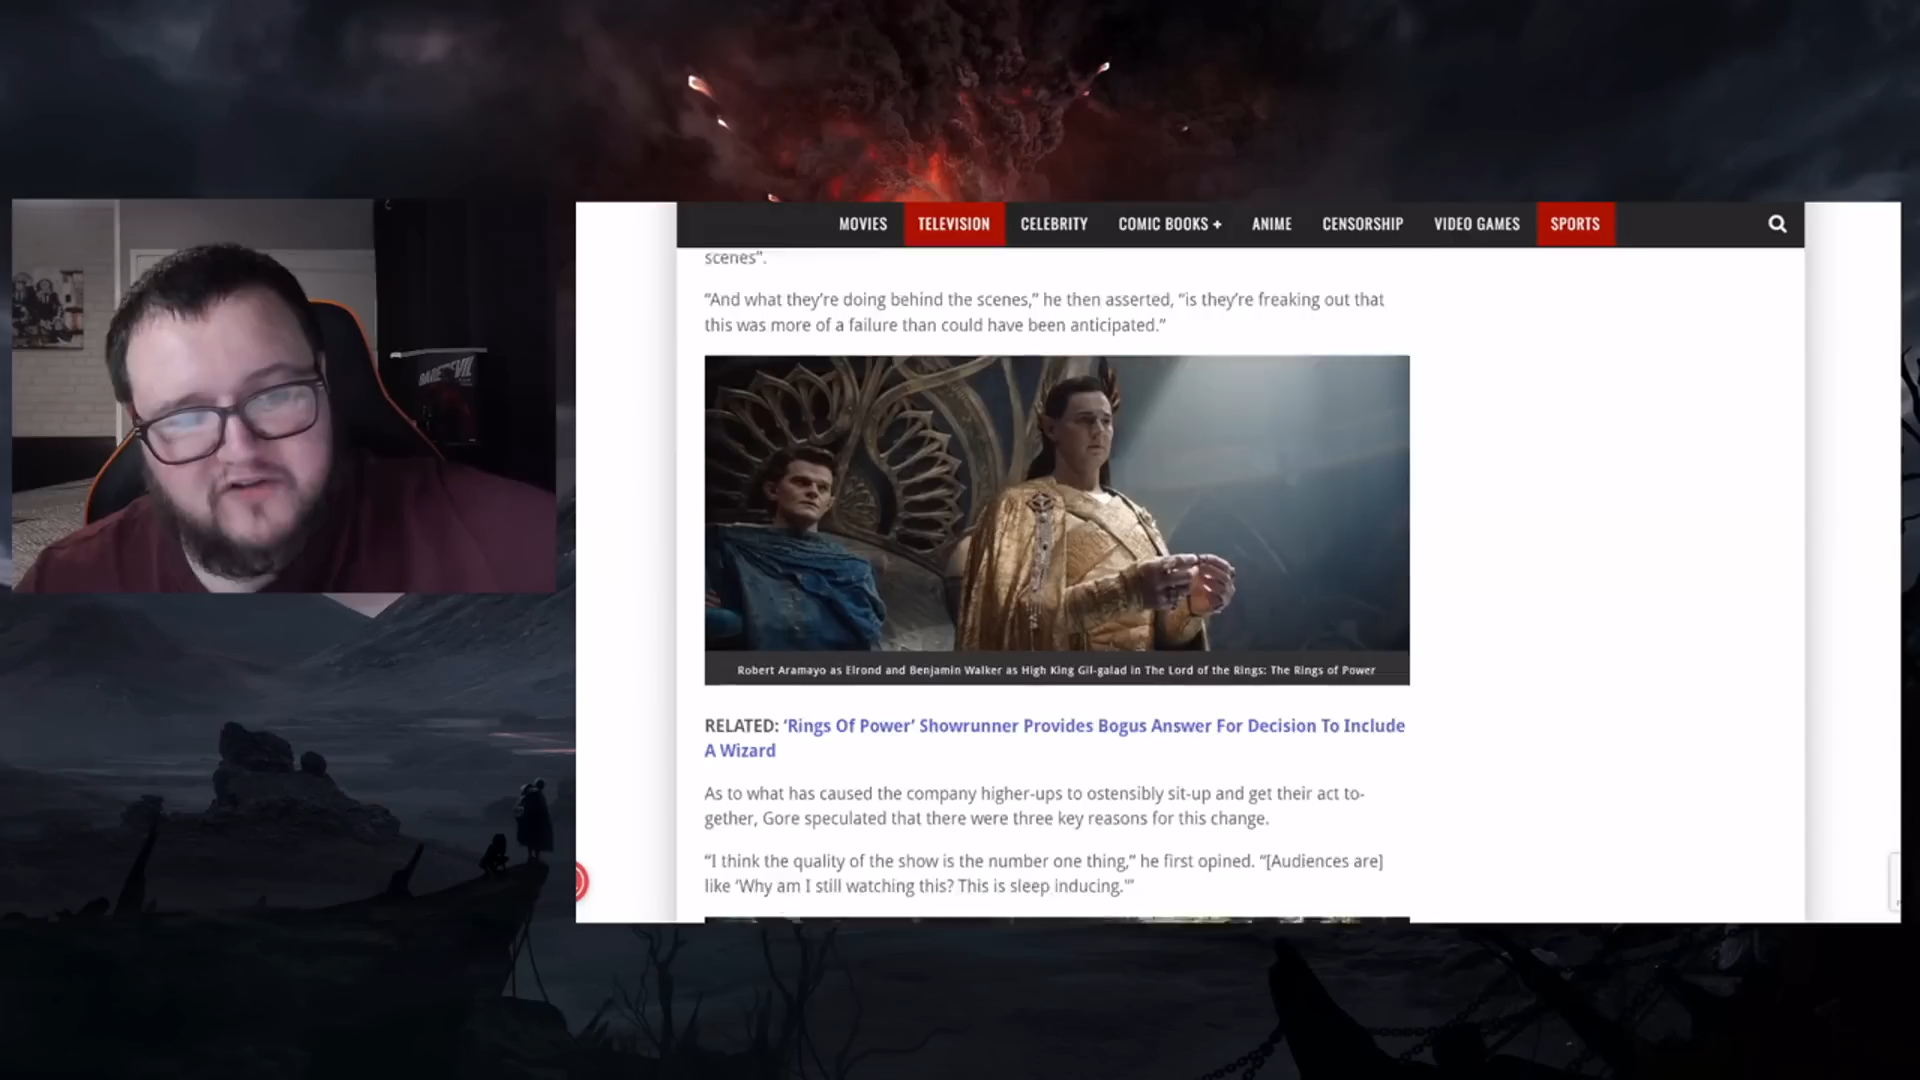 MOVIES TELEVISION CELEBRITY COMIC BOOKS + ANIME CENSORSHIP VIDEO GAMES SPORTS
scenes”.
“And what they’re doing behind the scenes,” he then asserted, “is they’re freaking out that
this was more of a failure than could have been anticipated.”
DAREDEVIL
Robert Aramayo as Elrond and Benjamin Walker as High King Gil-galad in The Lord of the Rings: The Rings of Power
RELATED: ‘Rings Of Power’ Showrunner Provides Bogus Answer For Decision To Include
A Wizard
As to what has caused the company higher-ups to ostensibly sit-up and get their act to-
gether, Gore speculated that there were three key reasons for this change.
“I think the quality of the show is the number one thing,” he first opined. “[Audiences are]
like ‘Why am I still watching this? This is sleep inducing.’”